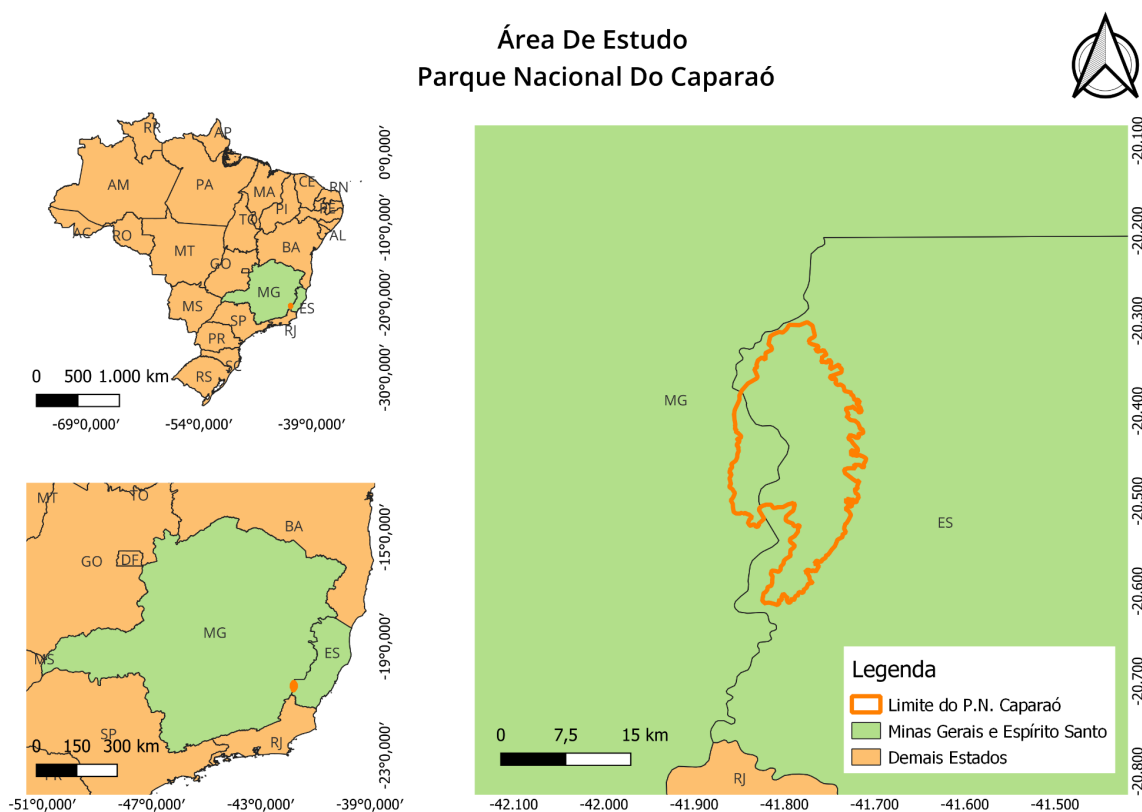 Área De Estudo
Parque Nacional Do Caparaó
RR
AP
AM
PA
MA
CE
RN
PI
PE
TO
AL
AC
RO
MT
BA
GO
MG
MS
ES
SP
RJ
PR
SC
RS
0 500 1.000 km
-69°0,000′ -54°0,000′ -39°0,000′
0°0,000′
-10°0,000′
-20°0,000′
-30°0,000′
MT
TO
BA
GO
DF
MG
ES
MS
SP
RJ
PR
0 150 300 km
-51°0,000′ -47°0,000′ -43°0,000′ -39°0,000′
-15°0,000′
-19°0,000′
-23°0,000′
MG
ES
RJ
0 7,5 15 km
Legenda
Limite do P.N. Caparaó
Minas Gerais e Espírito Santo
Demais Estados
-42.100 -42.000 -41.900 -41.800 -41.700 -41.600 -41.500
-20.100
-20.200
-20.300
-20.400
-20.500
-20.600
-20.700
-20.800